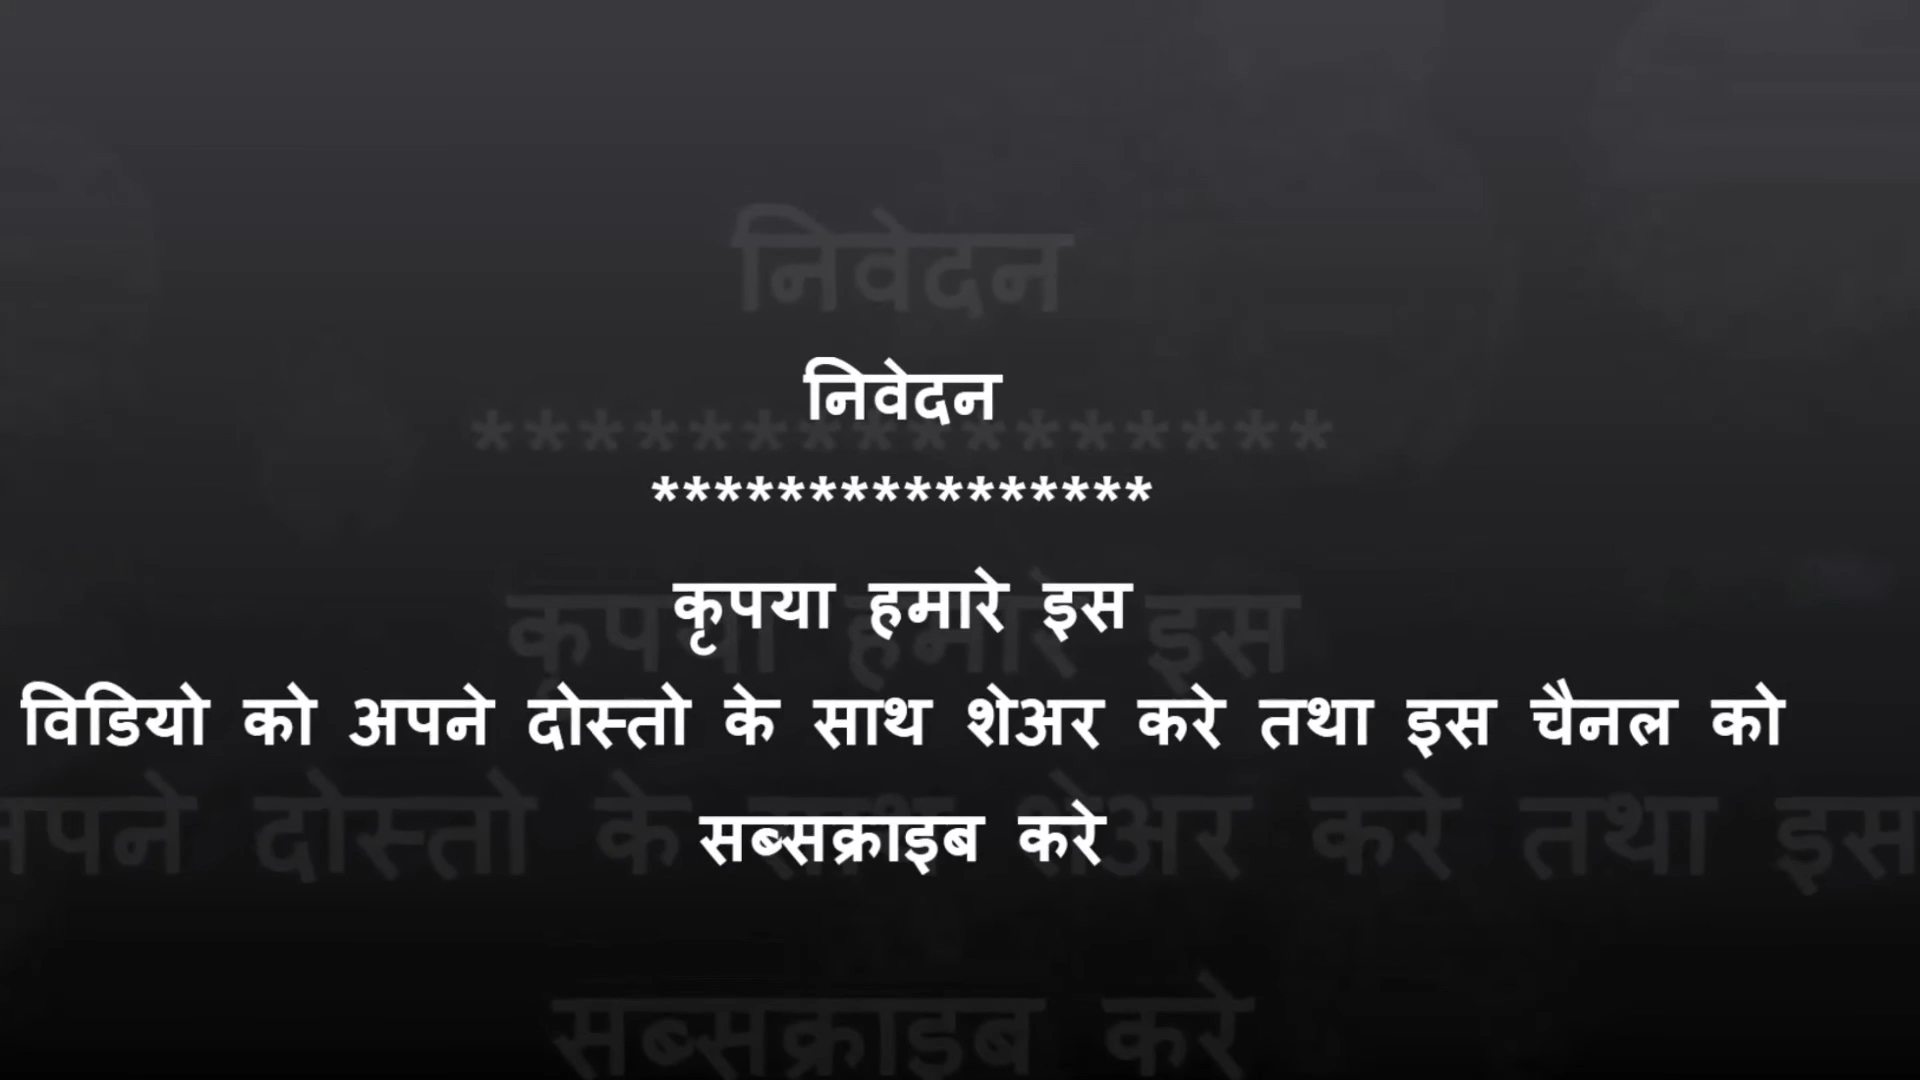 निवेदन
****************
कृपया हमारे इस
विडियो को अपने दोस्तो के साथ शेअर करे तथा इस चैनल को
सब्सक्राइब करे